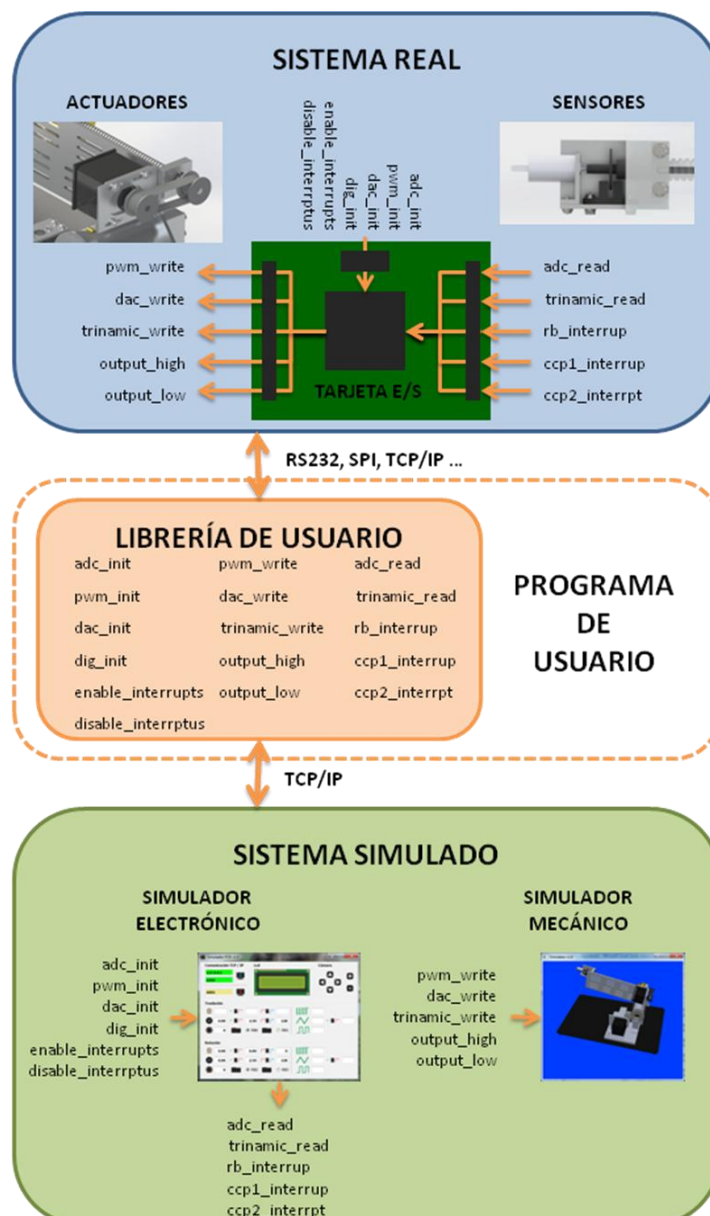 SISTEMA REAL
ACTUADORES
SENSORES
disable_interrptus
enable_interrupts
dig_init
dac_init
pwm_init
adc_init
pwm_write
dac_write
trinamic_write
output_high
output_low
TARJETA E/S
adc_read
trinamic_read
rb_interrup
ccp1_interrup
ccp2_interrpt
RS232, SPI, TCP/IP ...
LIBRERÍA DE USUARIO
adc_init pwm_write adc_read
pwm_init dac_write trinamic_read
dac_init trinamic_write rb_interrup
dig_init output_high ccp1_interrup
enable_interrupts output_low ccp2_interrpt
disable_interrptus
PROGRAMA
DE
USUARIO
TCP/IP
SISTEMA SIMULADO
SIMULADOR
ELECTRÓNICO
adc_init
pwm_init
dac_init
dig_init
enable_interrupts
disable_interrptus
adc_read
trinamic_read
rb_interrup
ccp1_interrup
ccp2_interrpt
SIMULADOR
MECÁNICO
pwm_write
dac_write
trinamic_write
output_high
output_low